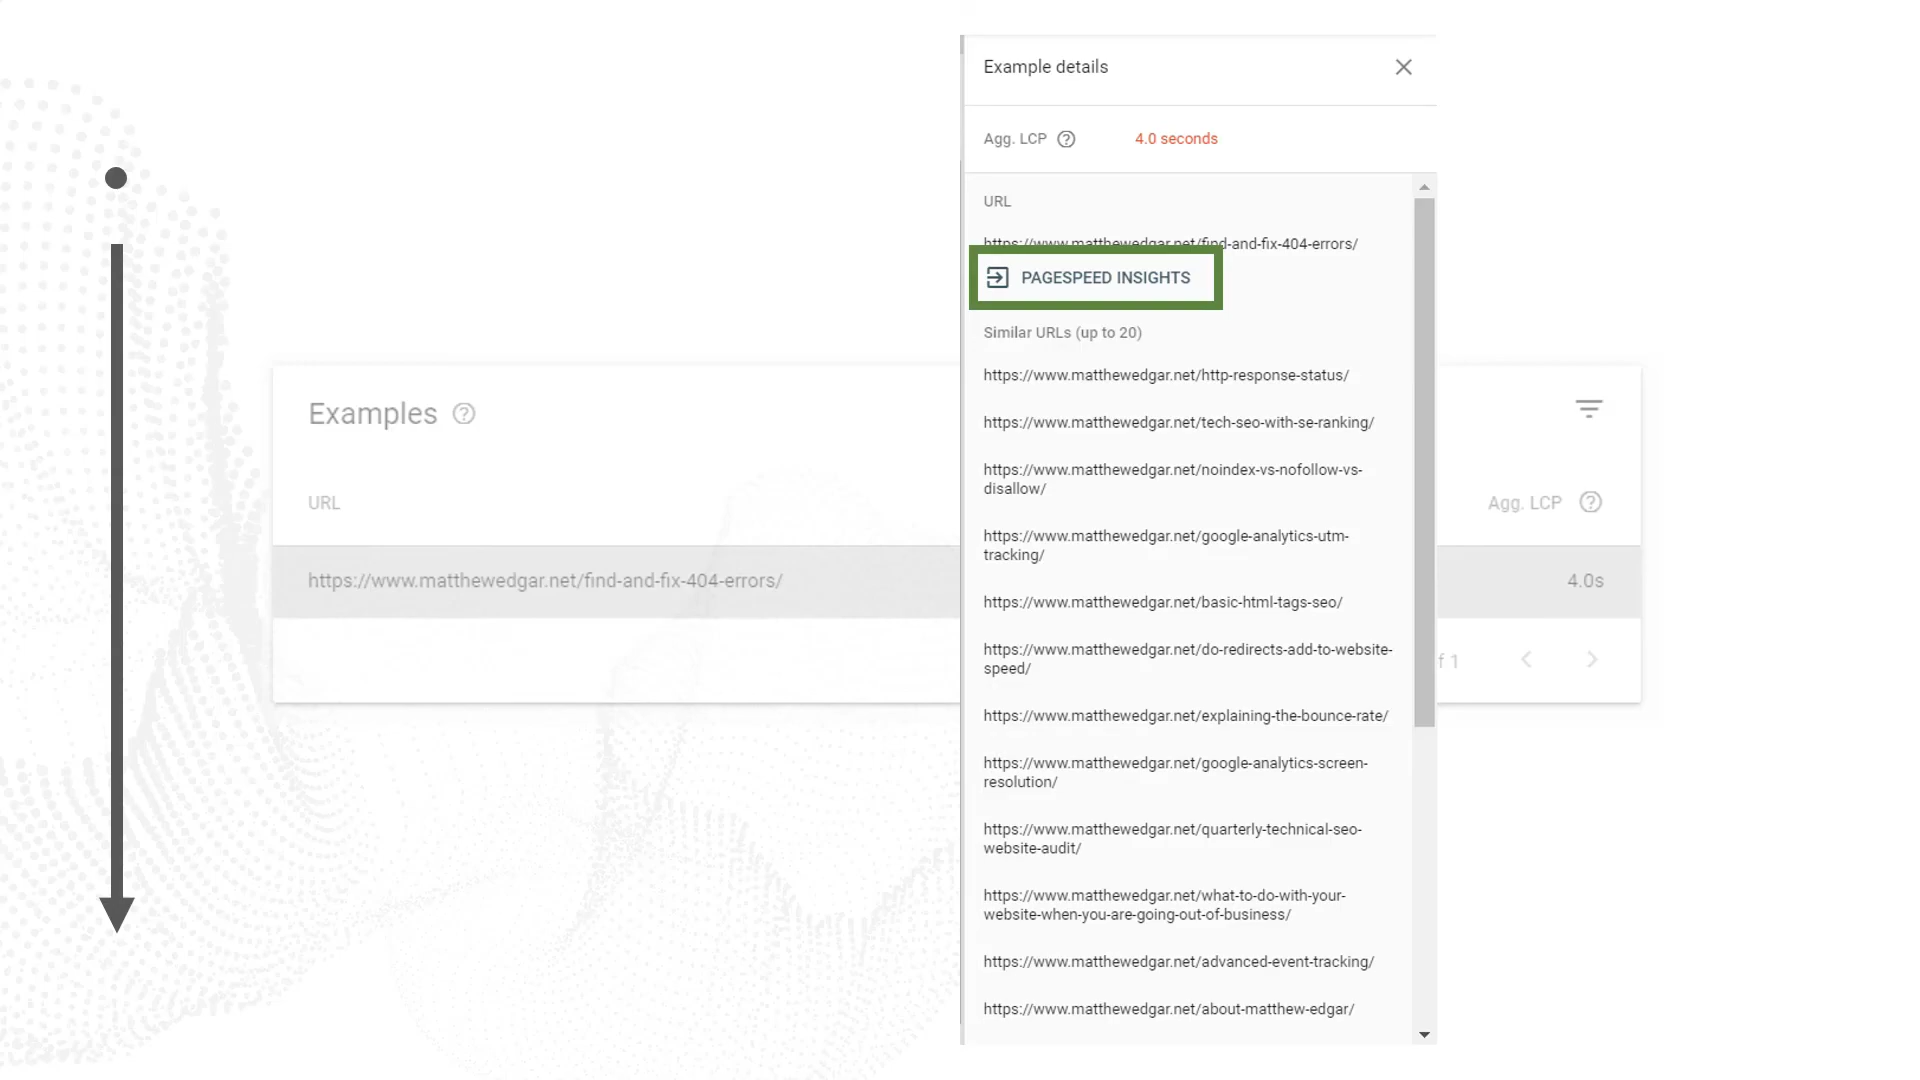 Example details
Agg. LCP 4.0 seconds
URL
https://www.matthewedgar.net/find-and-fix-404-errors/
PAGESPEED INSIGHTS
Similar URLs (up to 20)
https://www.matthewedgar.net/http-response-status/
https://www.matthewedgar.net/tech-seo-with-se-ranking/
https://www.matthewedgar.net/noindex-vs-nofollow-vs-
disallow/
https://www.matthewedgar.net/google-analytics-utm-
tracking/
https://www.matthewedgar.net/basic-html-tags-seo/
https://www.matthewedgar.net/do-redirects-add-to-website-
speed/
https://www.matthewedgar.net/explaining-the-bounce-rate/
https://www.matthewedgar.net/google-analytics-screen-
resolution/
https://www.matthewedgar.net/quarterly-technical-seo-
website-audit/
https://www.matthewedgar.net/what-to-do-with-your-
website-when-you-are-going-out-of-business/
https://www.matthewedgar.net/advanced-event-tracking/
https://www.matthewedgar.net/about-matthew-edgar/
Examples
URL
Agg. LCP
https://www.matthewedgar.net/find-and-fix-404-errors/
4.0s
f 1